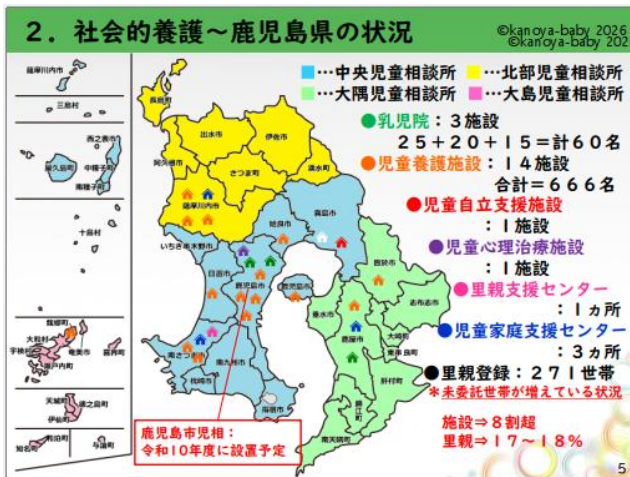 2．社会的養護～鹿児島県の状況
©kanoya-baby 2026
©kanoya-baby 202
■…中央児童相談所 ■…北部児童相談所
■…大隅児童相談所 ■…大島児童相談所
●乳児院：3施設
25＋20＋15＝計60名
●児童養護施設：14施設
合計＝666名
●児童自立支援施設
：1施設
●児童心理治療施設
：1施設
●里親支援センター
：1ヵ所
●児童家庭支援センター
：3ヵ所
●里親登録：271世帯
＊未委託世帯が増えている状況
施設⇒8割超
里親⇒17～18％
薩摩川内市
三島村
西之表市
屋久島町
中種子町
南種子町
十島村
龍郷町
大和村
宇検村
奄美市
瀬戸内町
喜界町
天城町
徳之島町
伊仙町
和泊町
知名町
与論町
長島町
出水市
伊佐市
阿久根市
さつま町
湧水町
薩摩川内市
姶良市
霧島市
いちき串木野市
日置市
鹿児島市
鹿児島市
曽於市
志布志市
垂水市
大崎町
鹿屋市
東串良町
肝付町
錦江町
南大隅町
南さつま市
南九州市
枕崎市
指宿市
鹿児島市児相：
令和10年度に設置予定
5